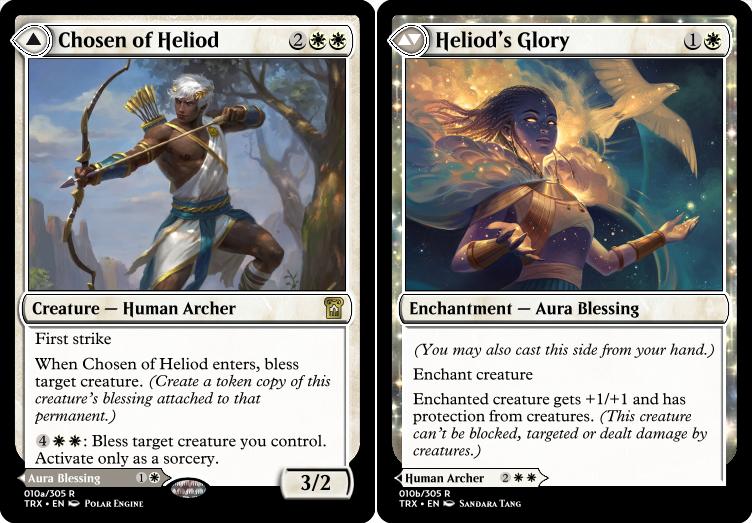 Chosen of Heliod 2
First strike
When Chosen of Heliod enters, bless
target creature. (Create a token copy of this
creature's blessing attached to that
permanent.)
4: Bless target creature you control.
Activate only as a sorcery.
Creature — Human Archer
Aura Blessing 1
3/2
010a/305 R
TRX • EN Polar Engine
Heliod's Glory 1
Enchantment — Aura Blessing
(You may also cast this side from your hand.)
Enchant creature
Enchanted creature gets +1/+1 and has
protection from creatures. (This creature
can't be blocked, targeted or dealt damage by
creatures.)
Human Archer 2
010b/305 R
TRX • EN Sandara Tang